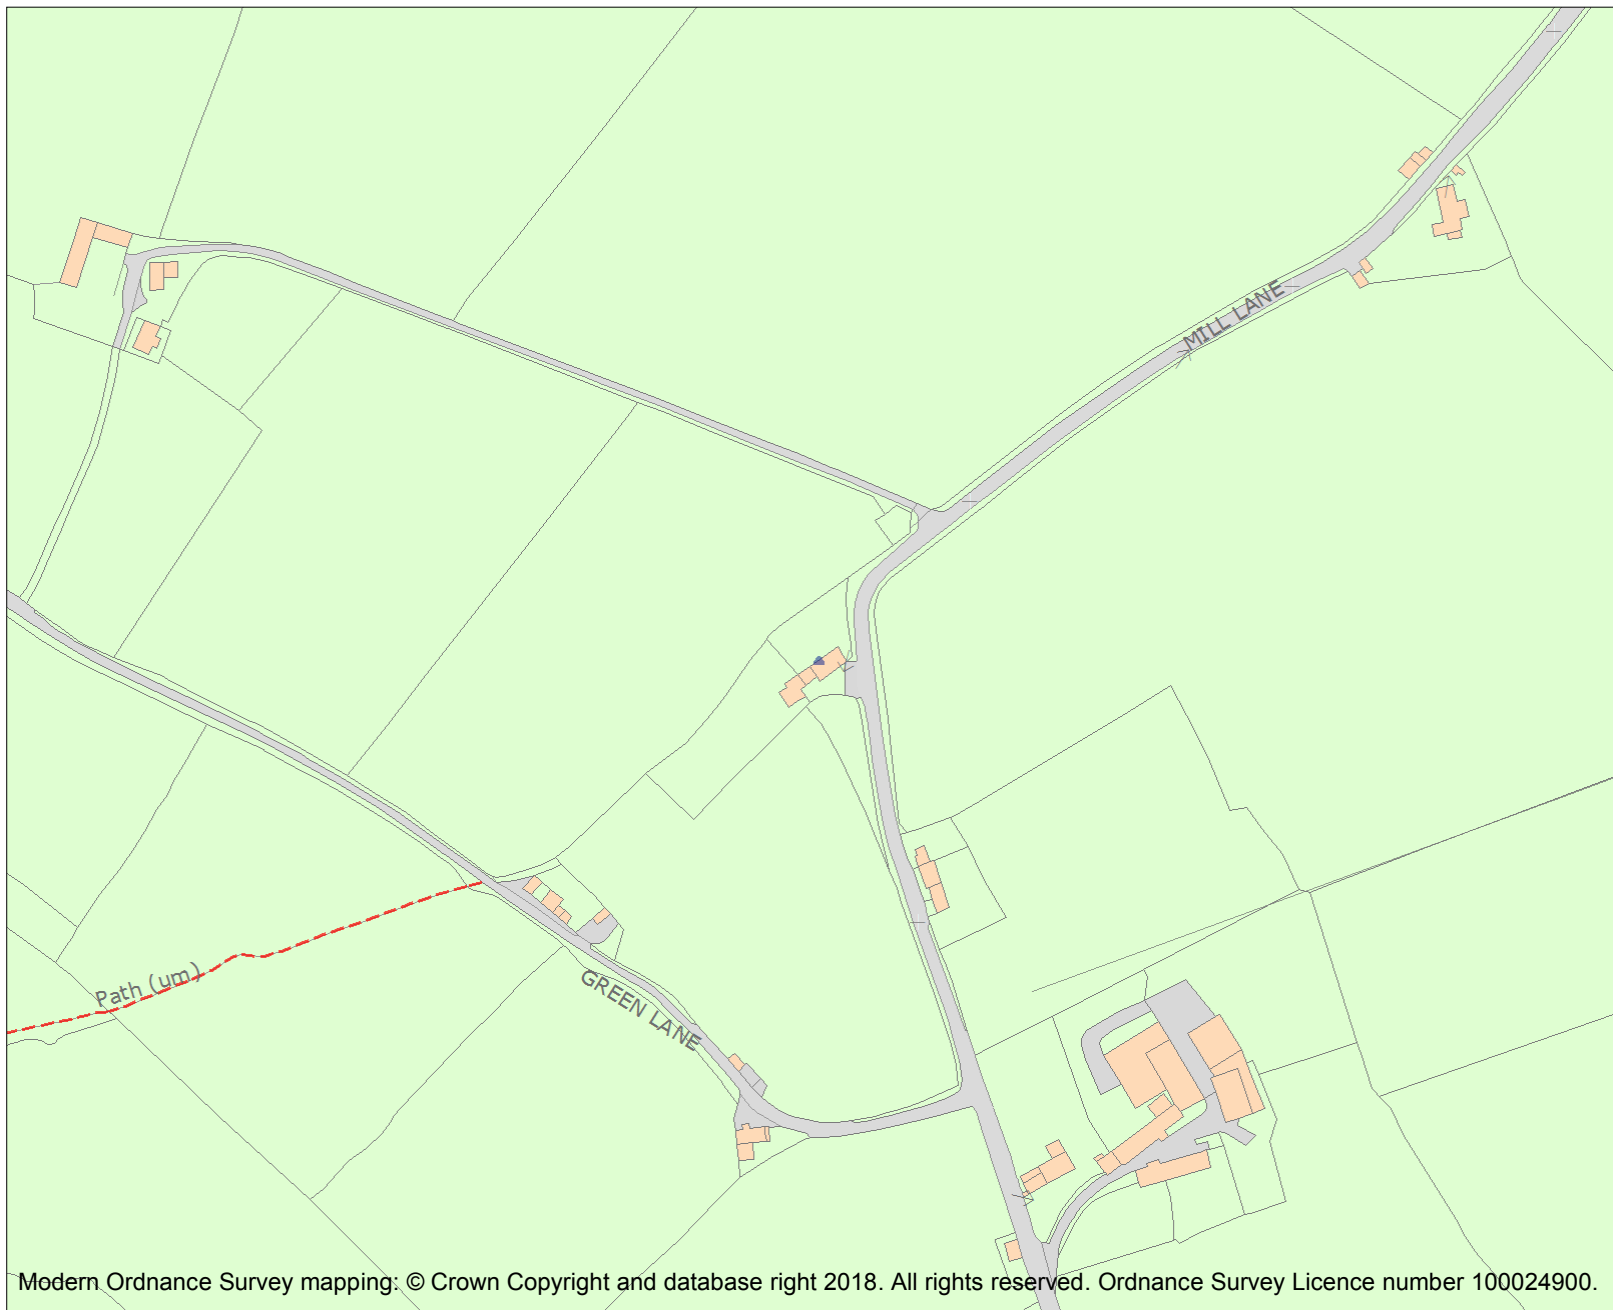 MILL LANE
Path (um)
GREEN LANE
Modern Ordnance Survey mapping: © Crown Copyright and database right 2018. All rights reserved. Ordnance Survey Licence number 100024900.